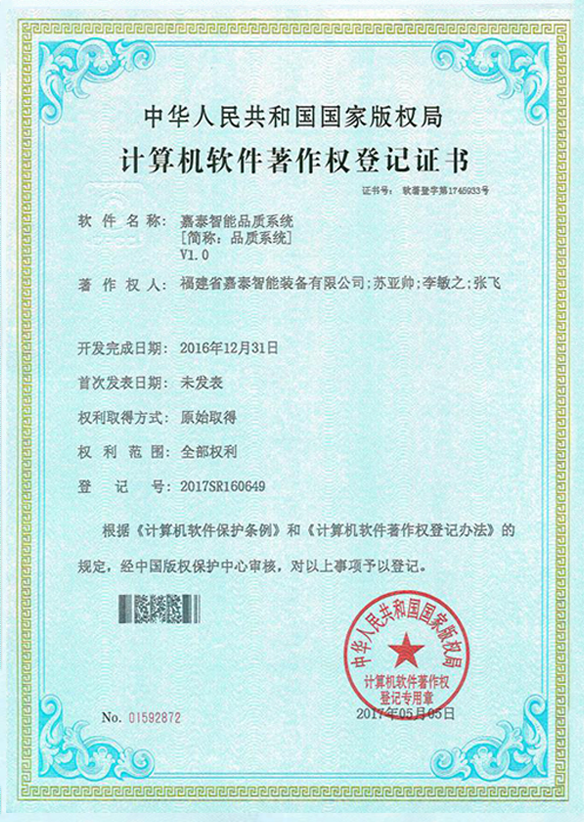 中华人民共和国国家版权局
计算机软件著作权登记证书
证书号： 软著登字第1745933号
软件名称： 嘉泰智能品质系统
[简称：品质系统]
V1.0
著作权人： 福建省嘉泰智能装备有限公司;苏亚帅;李敏之;张飞
开发完成日期： 2016年12月31日
首次发表日期： 未发表
权利取得方式： 原始取得
权利范围： 全部权利
登记号： 2017SR160649
根据《计算机软件保护条例》和《计算机软件著作权登记办法》的
规定，经中国版权保护中心审核，对以上事项予以登记。
中华人民共和国国家版权局
计算机软件著作权
登记专用章
No. 01592872
2017年05月05日